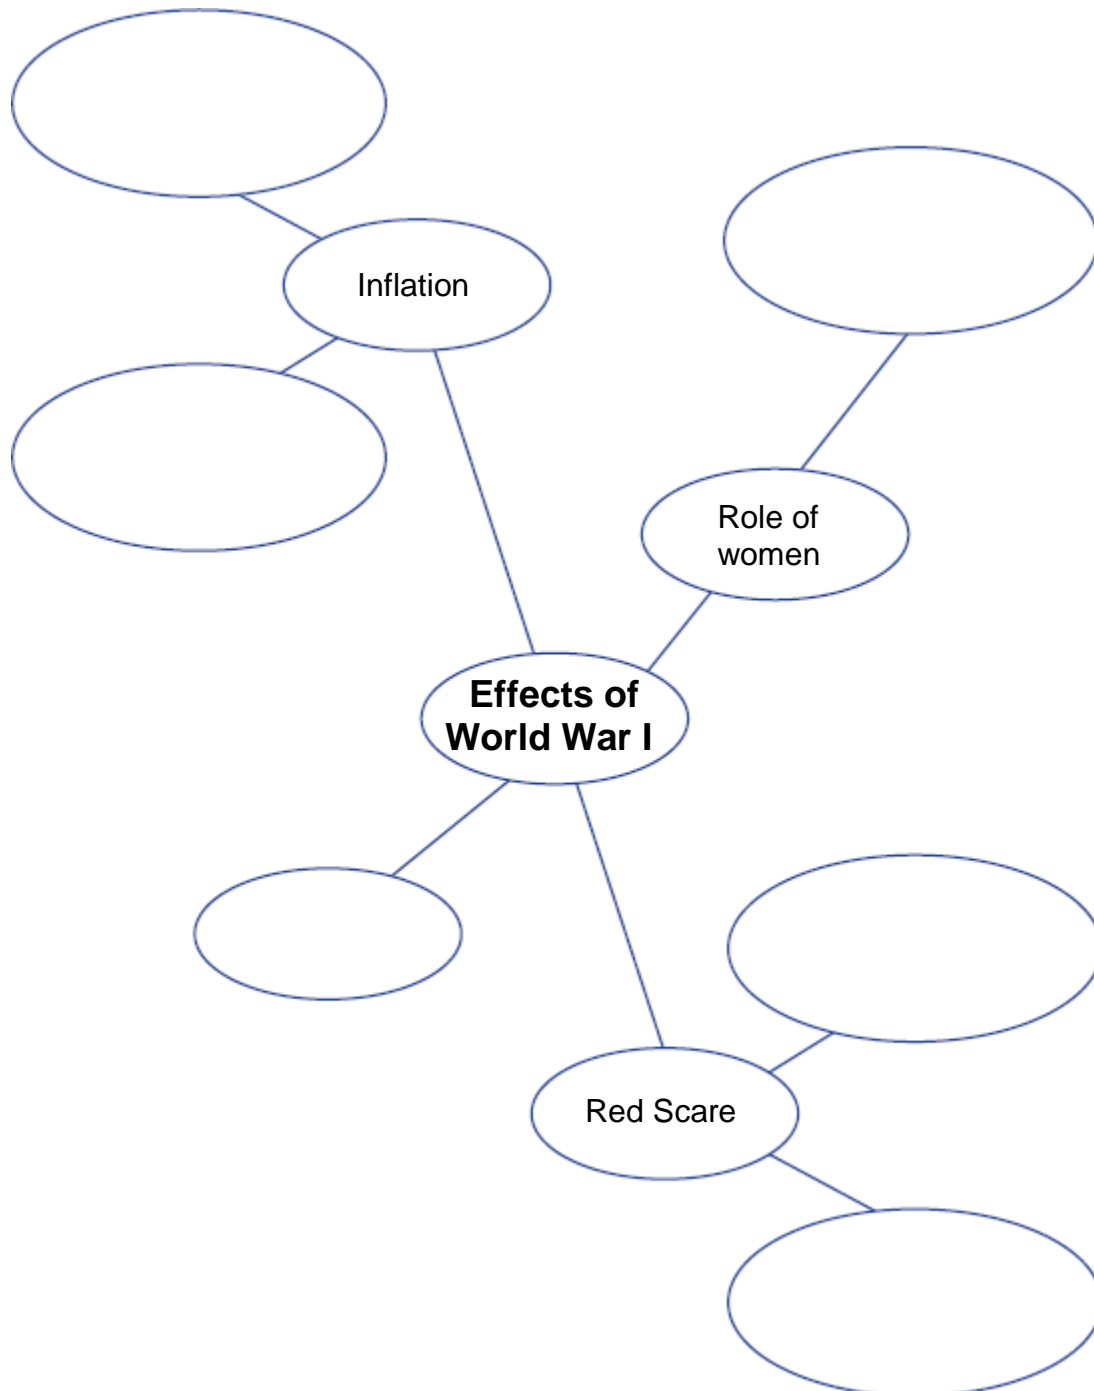 Inflation
Role of
women
Effects of
World War I
Red Scare